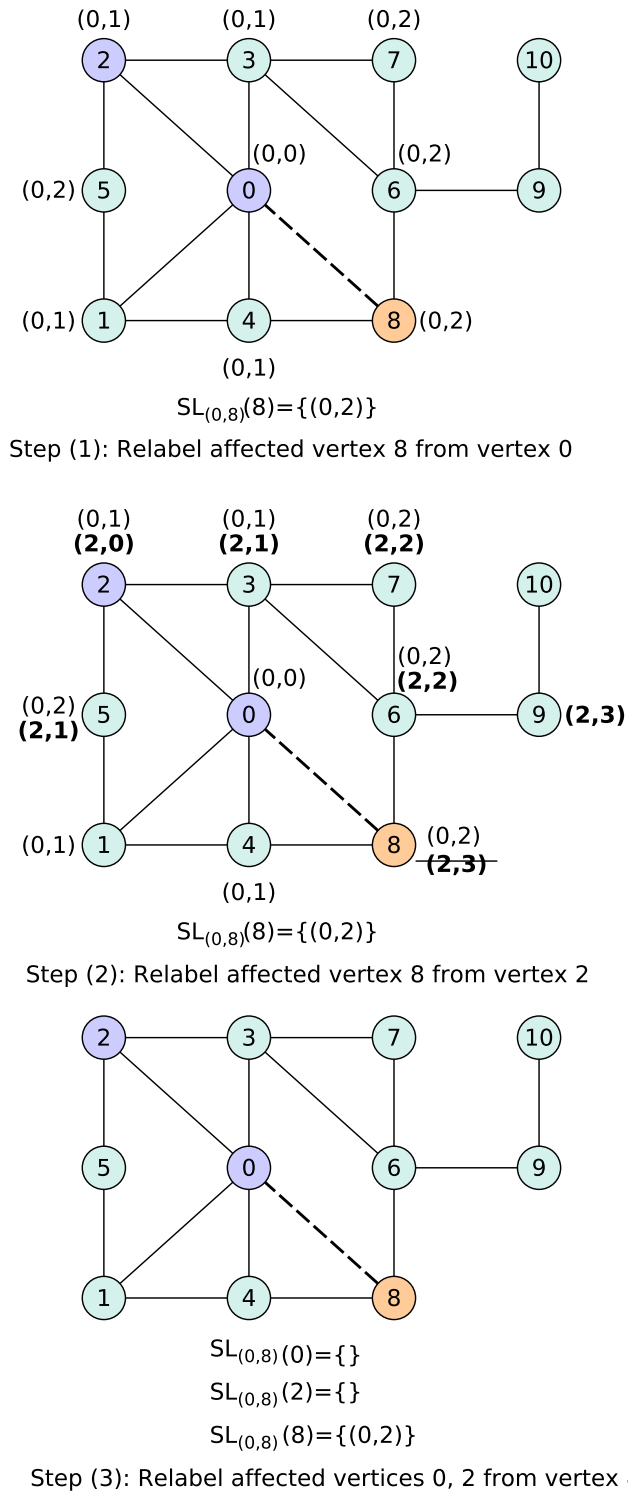 (0,1) (0,1) (0,2)
2 3 7 10
(0,0) (0,2)
(0,2) 5 0 6 9
(0,1) 1 4 8 (0,2)
(0,1)
SL(0,8)(8)={(0,2)}
Step (1): Relabel affected vertex 8 from vertex 0
(0,1) (0,1) (0,2)
(2,0) (2,1) (2,2)
2 3 7 10
(0,2)
(0,0) (2,2)
(0,2)
(2,1) 5 0 6 9 (2,3)
(0,2)
(0,1) 1 4 8 (2,3)
(0,1)
SL(0,8)(8)={(0,2)}
Step (2): Relabel affected vertex 8 from vertex 2
2 3 7 10
5 0 6 9
1 4 8
SL(0,8)(0)={}
SL(0,8)(2)={}
SL(0,8)(8)={(0,2)}
Step (3): Relabel affected vertices 0, 2 from vertex